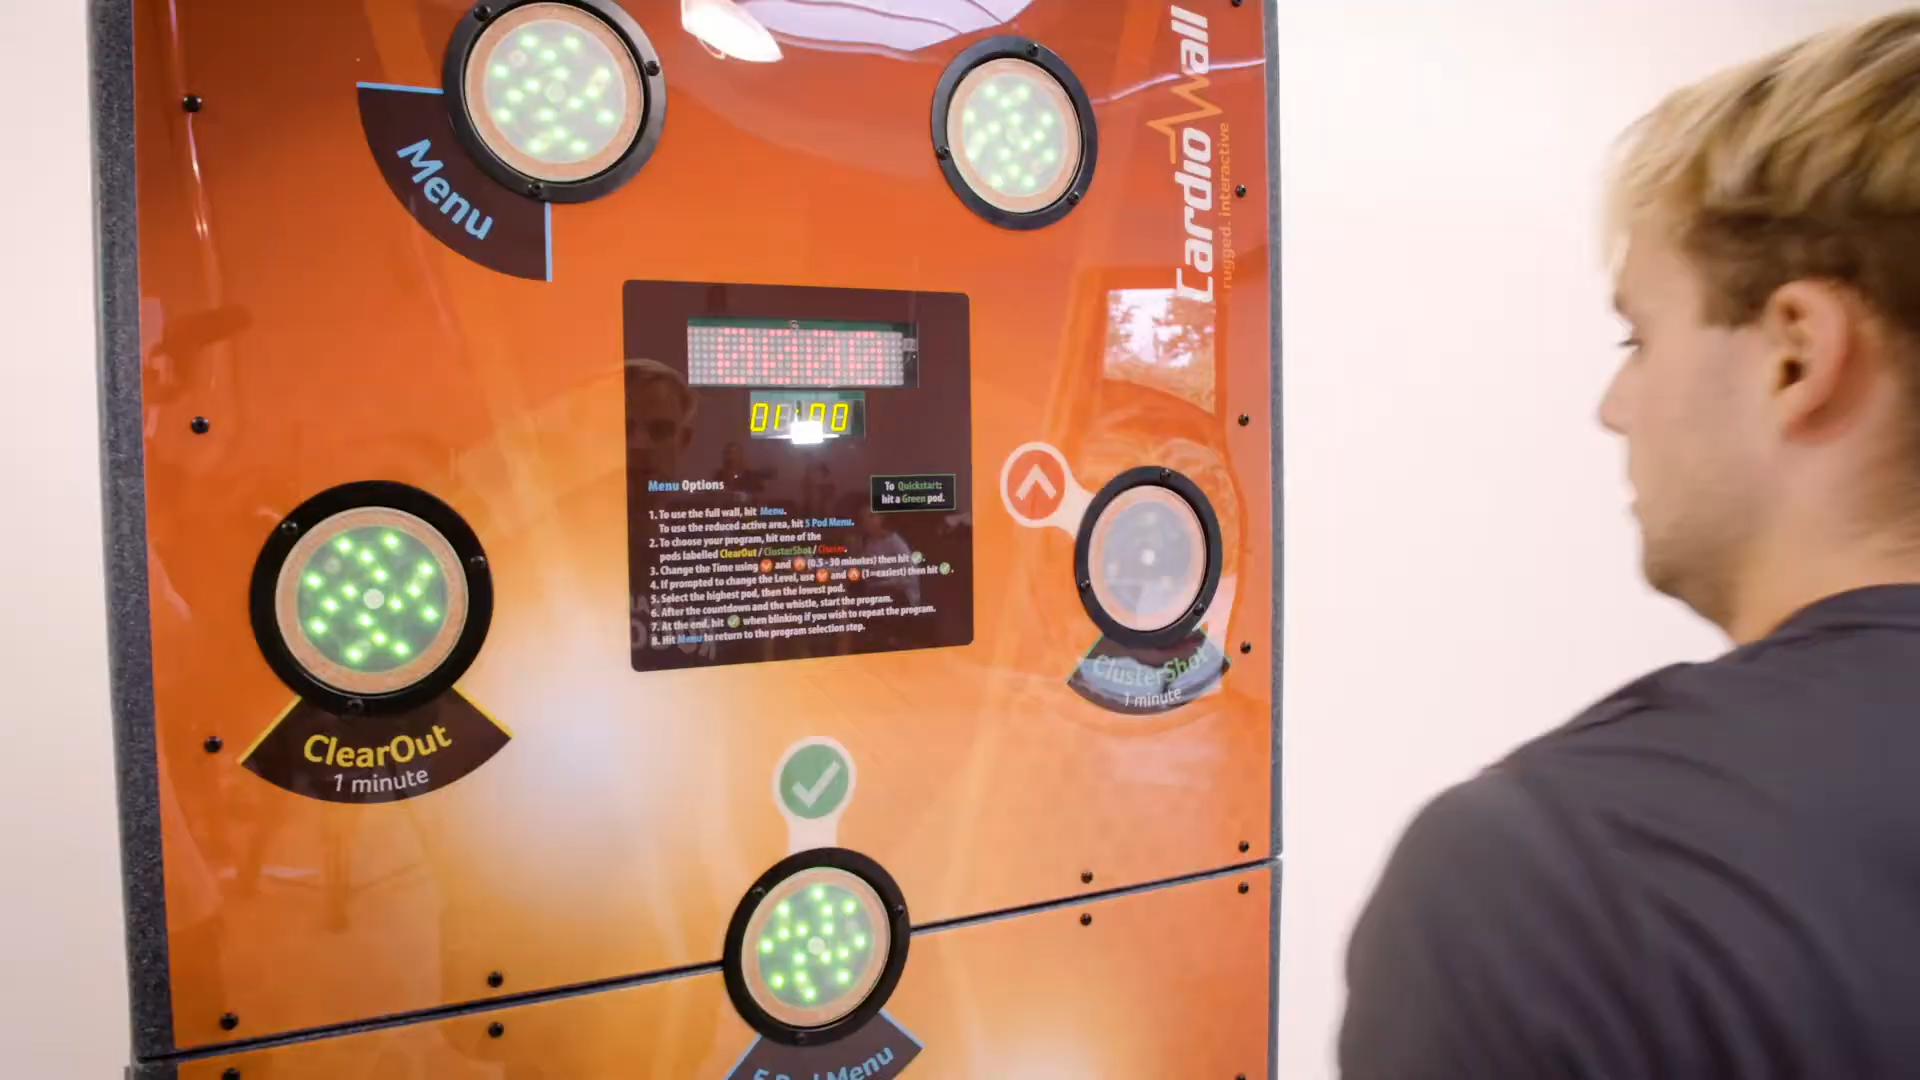 CardioWall
rugged. interactive
Menu
01:00
Menu Options
To Quickstart:
hit a Green pod.
1. To use the full wall, hit Menu.
To use the reduced active area, hit 5 Pod Menu.
2. To choose your program, hit one of the
pods labelled ClearOut / ClusterShot / Chaser.
3. Change the Time using and (0.5 - 30 minutes) then hit .
4. If prompted to change the Level, use and (1=easiest) then hit .
5. Select the highest pod, then the lowest pod.
6. After the countdown and the whistle, start the program.
7. At the end, hit when blinking if you wish to repeat the program.
8. Hit Menu to return to the program selection step.
ClusterShot
1 minute
ClearOut
1 minute
5 Pod Menu